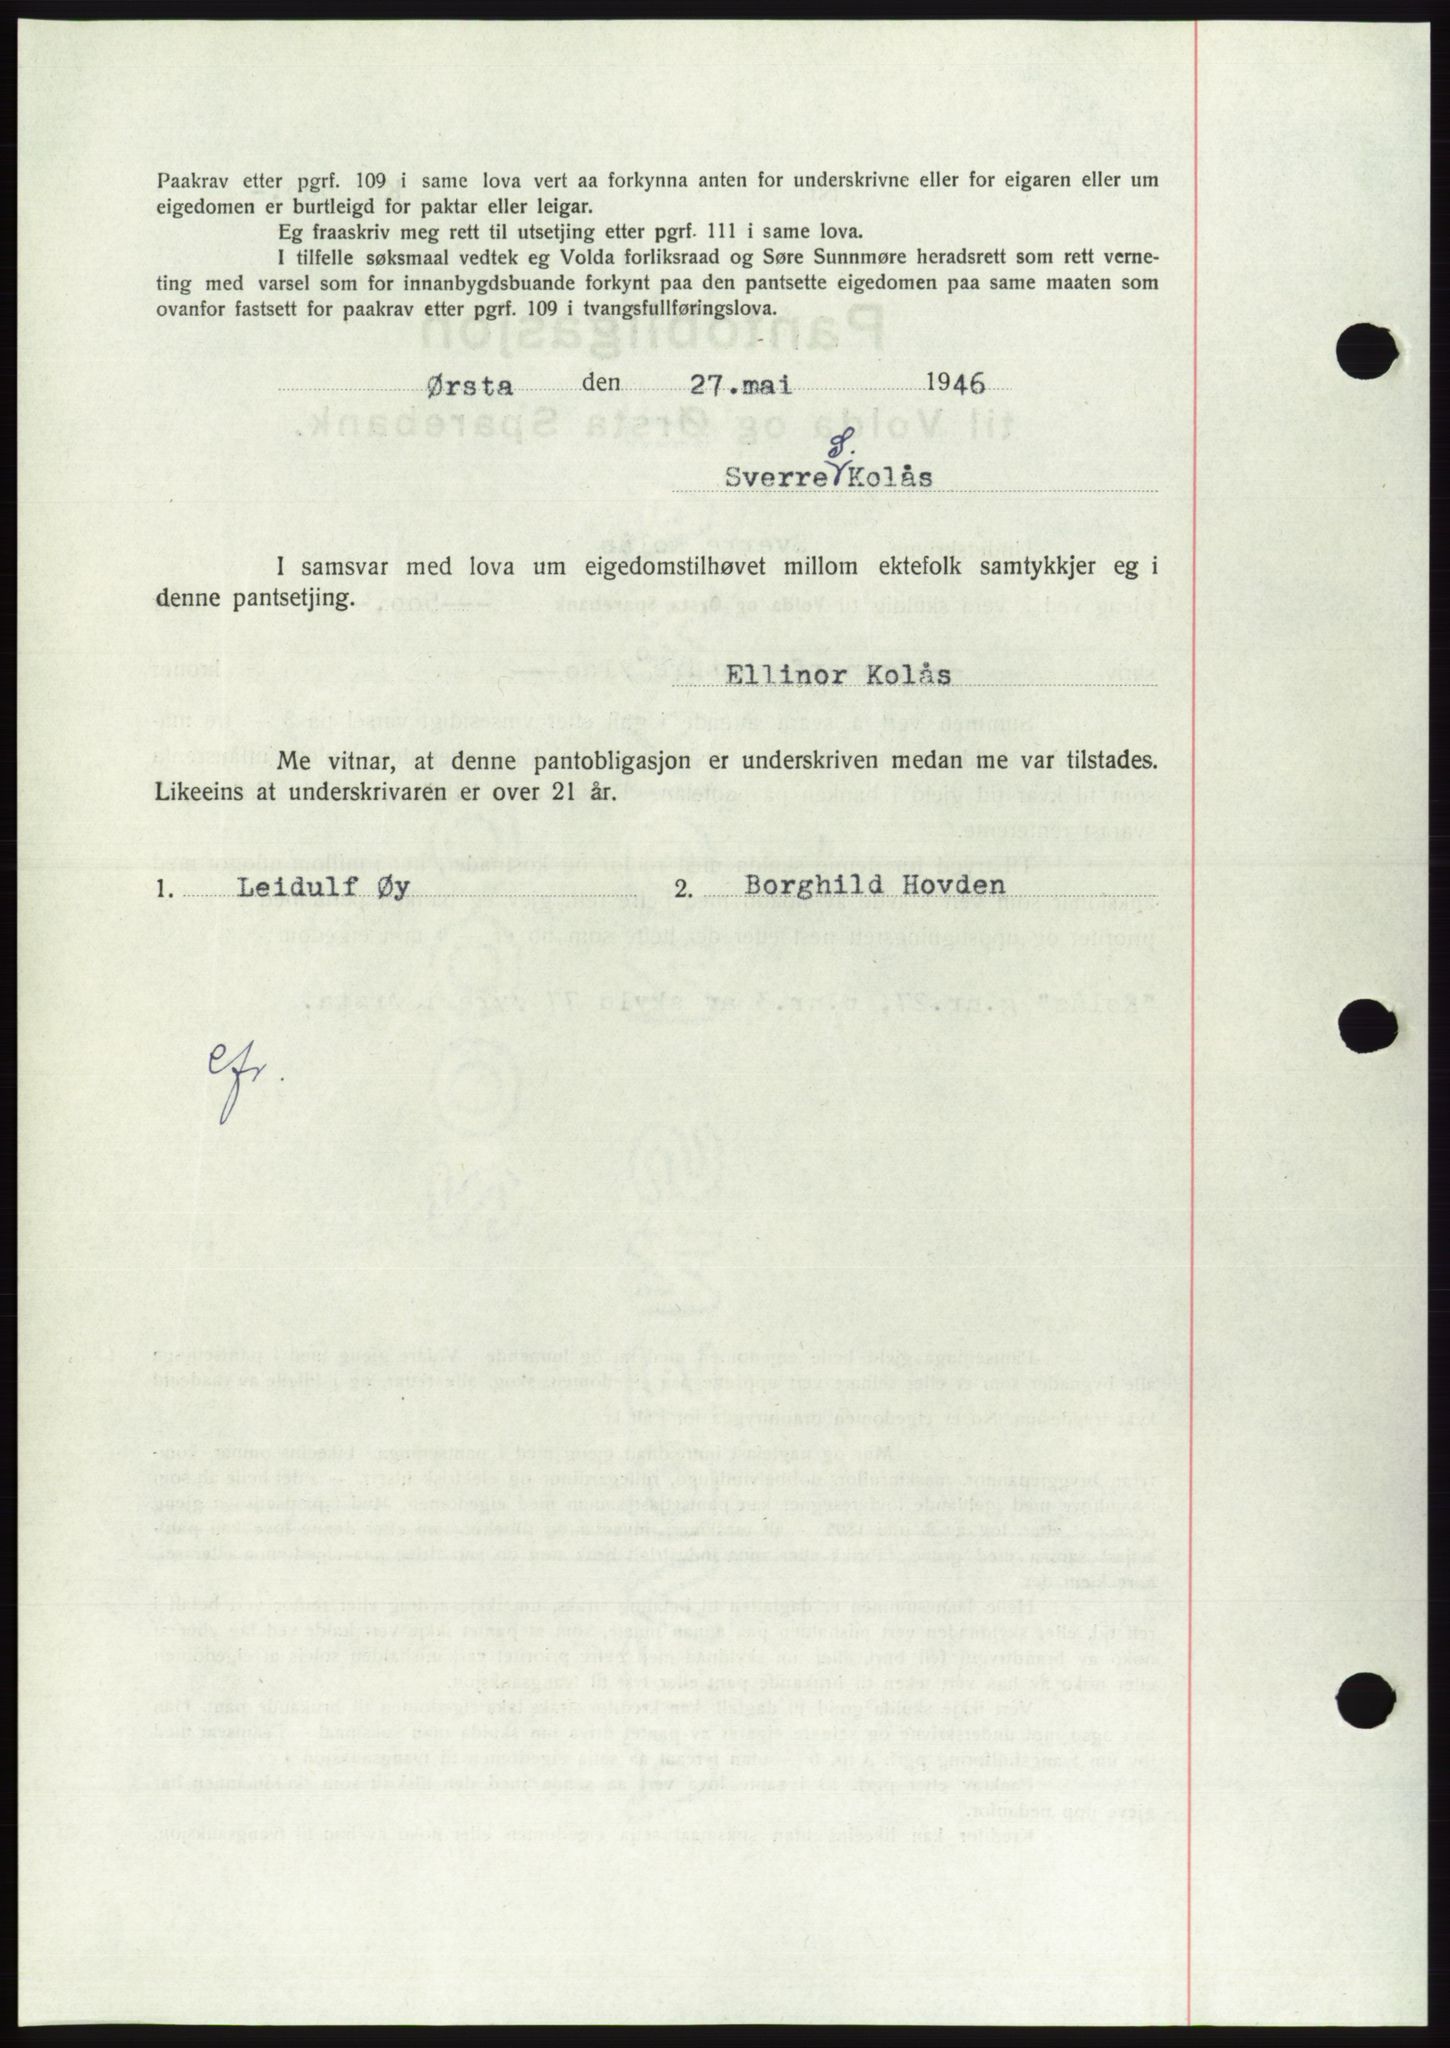 Paakrav etter pgrf. 109 i same lova vert aa forkynna anten for underskrivne eller for eigaren eller um
eigedomen er burtleigd for paktar eller leigar.
Eg fraaskriv meg rett til utsetjing etter pgrf. 111 i same lova.
I tilfelle søksmaal vedtek eg Volda forliksraad og Søre Sunnmøre heradsrett som rett verne-
ting med varsel som for innanbygdsbuande forkynt paa den pantsette eigedomen paa same maaten som
ovanfor fastsett for paakrav etter pgrf. 109 i tvangsfullføringslova.
Ørsta den 27.mai 1946
S.
Sverre Kolås
I samsvar med lova um eigedomstilhøvet millom ektefolk samtykkjer eg i
denne pantsetjing.
Ellinor Kolås
Me vitnar, at denne pantobligasjon er underskriven medan me var tilstades.
Likeeins at underskrivaren er over 21 år.
1. Leidulf Øy 2. Borghild Hovden